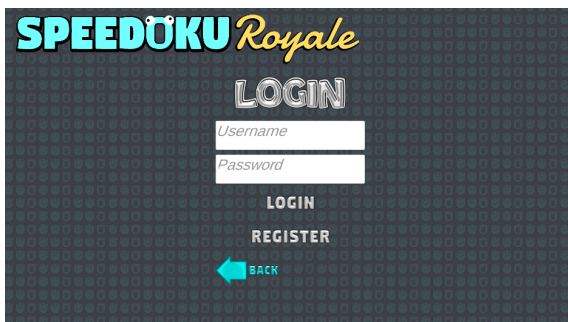 SPEEDOKU Royale
LOGIN
Username
Password
LOGIN
REGISTER
BACK